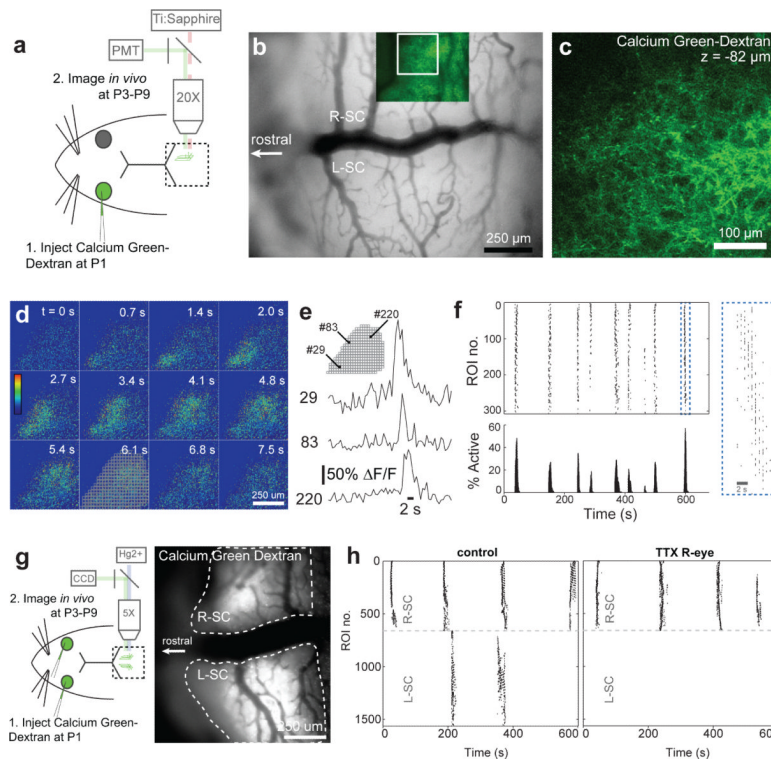 a
Ti:Sapphire
PMT
2. Image in vivo
at P3-P9
20X
1. Inject Calcium Green-
Dextran at P1
b
R-SC
rostral
L-SC
250 µm
c
Calcium Green-Dextran
z = -82 µm
100 µm
d
t = 0 s
0.7 s
1.4 s
2.0 s
2.7 s
3.4 s
4.1 s
4.8 s
5.4 s
6.1 s
6.8 s
7.5 s
250 um
e
#220
#83
#29
29
83
50% ΔF/F
220
2 s
f
ROI no.
0
100
200
300
% Active
60
40
20
0
0 200 400 600
Time (s)
2 s
g
Hg2+
CCD
2. Image in vivo
at P3-P9
5X
1. Inject Calcium Green-
Dextran at P1
Calcium Green Dextran
R-SC
rostral
L-SC
250 um
h
control
TTX R-eye
ROI no.
0
500
1000
1500
R-SC
L-SC
R-SC
L-SC
0 200 400 600
0 200 400 600
Time (s)
Time (s)